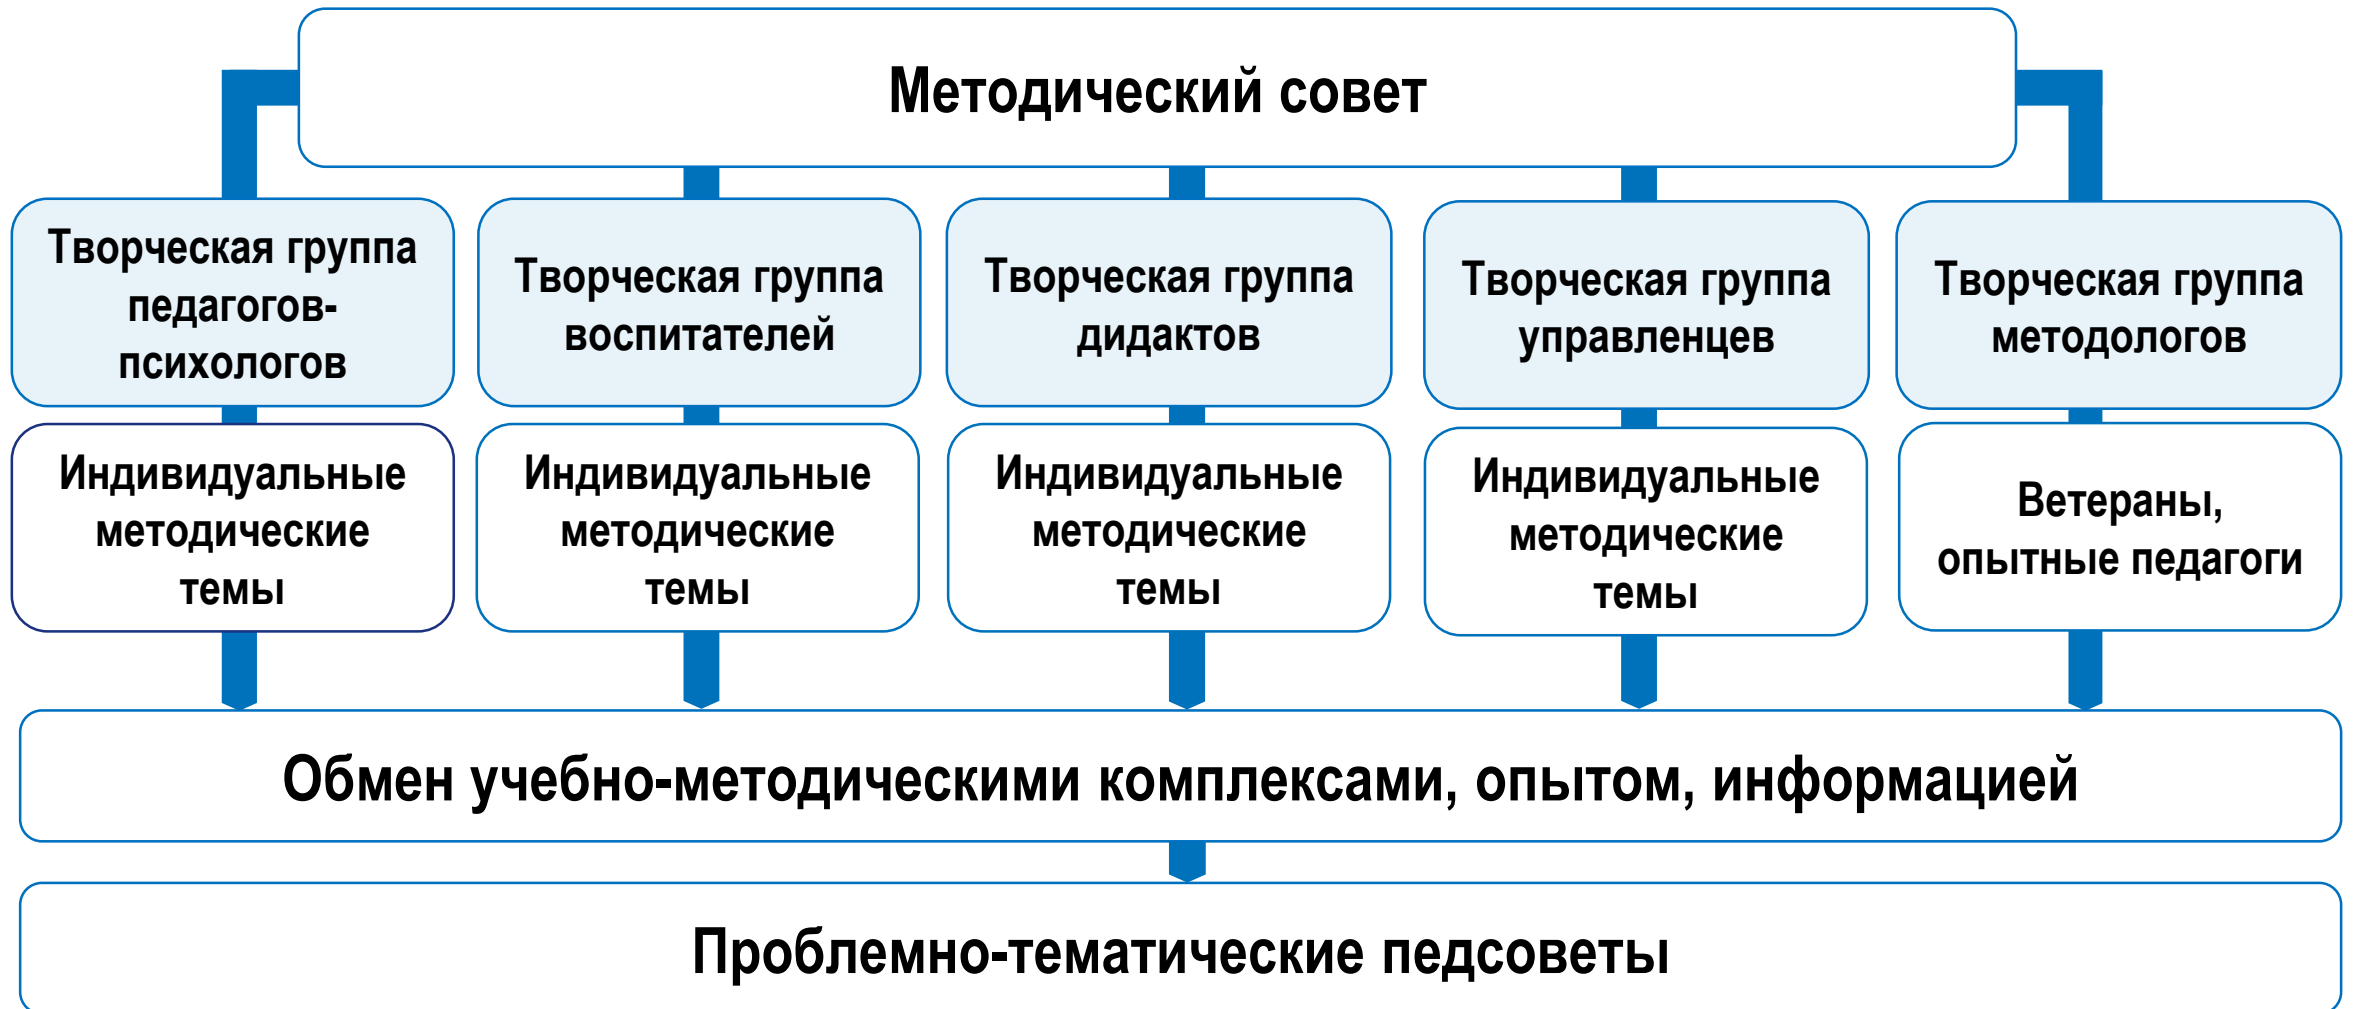 Методический совет
Творческая группа
педагогов-
психологов
Творческая группа
воспитателей
Творческая группа
дидактов
Творческая группа
управленцев
Творческая группа
методологов
Индивидуальные
методические
темы
Индивидуальные
методические
темы
Индивидуальные
методические
темы
Индивидуальные
методические
темы
Ветераны,
опытные педагоги
Обмен учебно-методическими комплексами, опытом, информацией
Проблемно-тематические педсоветы